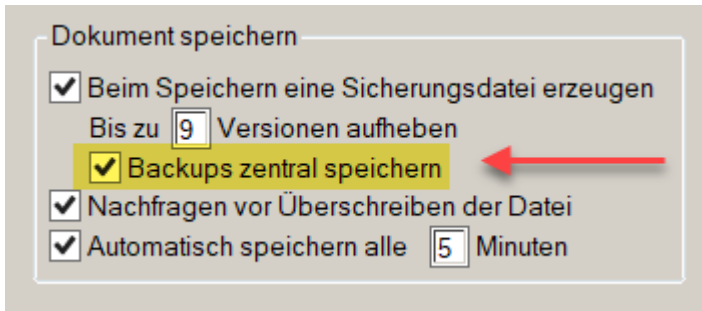 Dokument speichern
Beim Speichern eine Sicherungsdatei erzeugen
Bis zu 9 Versionen aufheben
Backups zentral speichern
Nachfragen vor Überschreiben der Datei
Automatisch speichern alle 5 Minuten